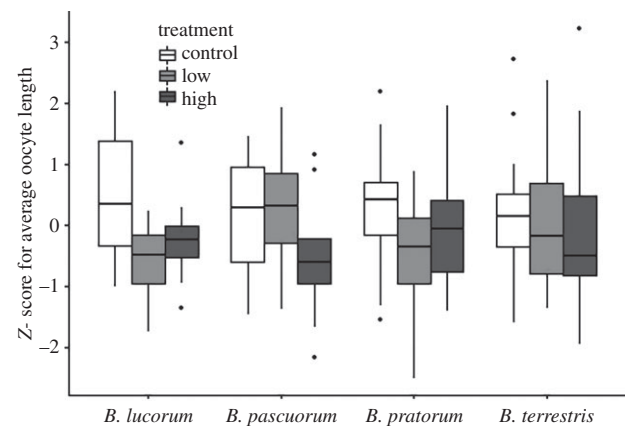 treatment
control
low
high
Z- score for average oocyte length
3
2
1
0
−1
−2
B. lucorum B. pascuorum B. pratorum B. terrestris